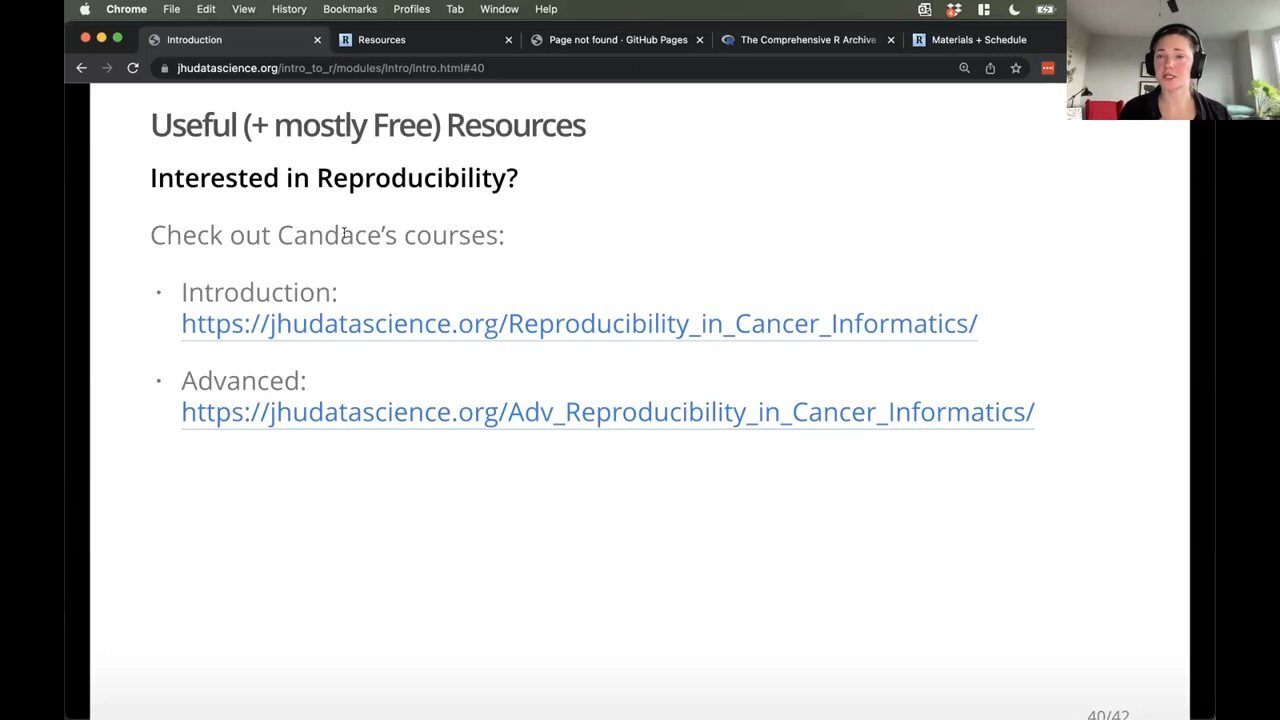 Chrome File Edit View History Bookmarks Profiles Tab Window Help
Introduction Resources Page not found · GitHub Pages The Comprehensive R Archive Materials + Schedule
jhudatascience.org/intro_to_r/modules/Intro/Intro.html#40
Useful (+ mostly Free) Resources
Interested in Reproducibility?
Check out Candace’s courses:
· Introduction:
https://jhudatascience.org/Reproducibility_in_Cancer_Informatics/
· Advanced:
https://jhudatascience.org/Adv_Reproducibility_in_Cancer_Informatics/
40/42